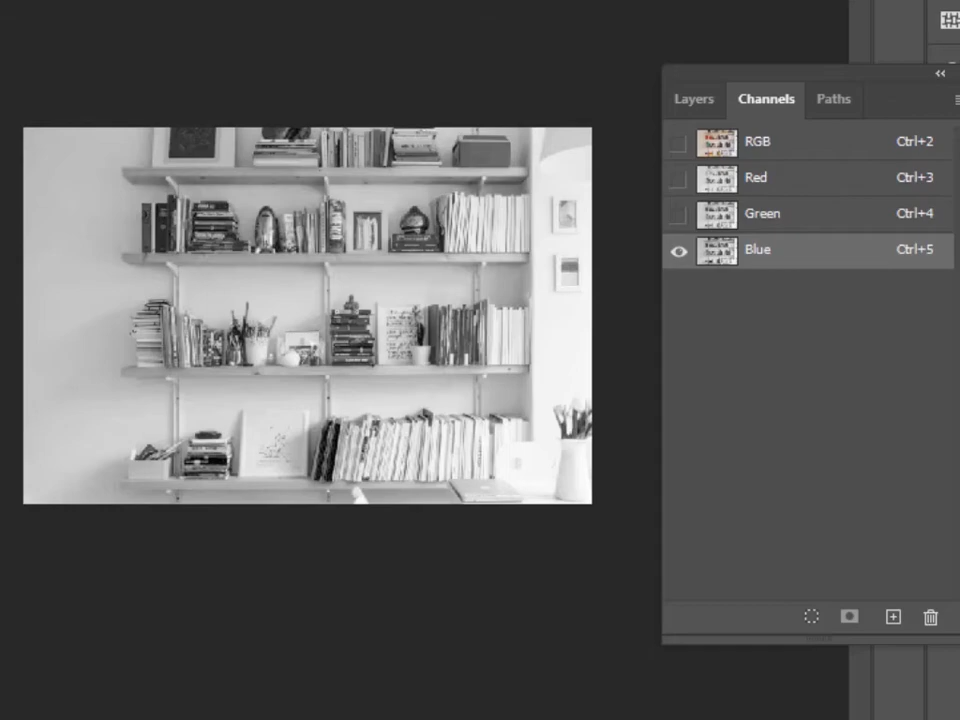 Layers Channels Paths
RGB Ctrl+2
Red Ctrl+3
Green Ctrl+4
Blue Ctrl+5